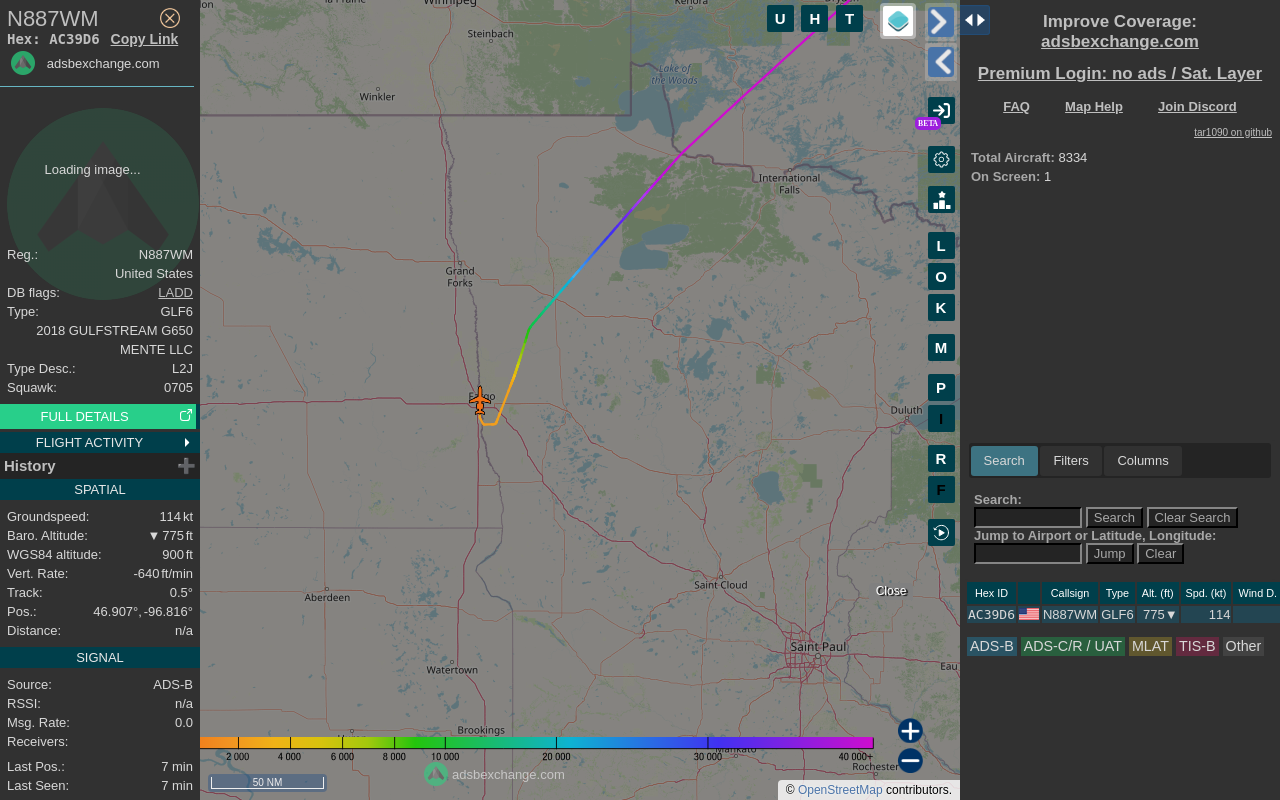 N887WM
Hex: AC39D6 Copy Link
adsbexchange.com
Loading image...
Reg.: N887WM
United States
DB flags: LADD
Type: GLF6
2018 GULFSTREAM G650
MENTE LLC
Type Desc.: L2J
Squawk: 0705
FULL DETAILS
FLIGHT ACTIVITY
History
SPATIAL
Groundspeed: 114 kt
Baro. Altitude: ▼ 775 ft
WGS84 altitude: 900 ft
Vert. Rate: -640 ft/min
Track: 0.5°
Pos.: 46.907°, -96.816°
Distance: n/a
SIGNAL
Source: ADS-B
RSSI: n/a
Msg. Rate: 0.0
Receivers:
Last Pos.: 7 min
Last Seen: 7 min
Winnipeg
Kenora
Steinbach
Lake of
the Woods
Winkler
International
Falls
Grand
Forks
Duluth
Saint Cloud
Aberdeen
Saint Paul
Watertown
Brookings
Mankato
Rochester
Eau
2 000 4 000 6 000 8 000 10 000 20 000 30 000 40 000+
adsbexchange.com
50 NM
© OpenStreetMap contributors.
Close
U H T
BETA
L
O
K
M
P
I
R
F
Improve Coverage:
adsbexchange.com
Premium Login: no ads / Sat. Layer
FAQ Map Help Join Discord
tar1090 on github
Total Aircraft: 8334
On Screen: 1
Search Filters Columns
Search:
Search Clear Search
Jump to Airport or Latitude, Longitude:
Jump Clear
Hex ID Callsign Type Alt. (ft) Spd. (kt) Wind D.
AC39D6 N887WM GLF6 775▼ 114
ADS-B ADS-C/R / UAT MLAT TIS-B Other